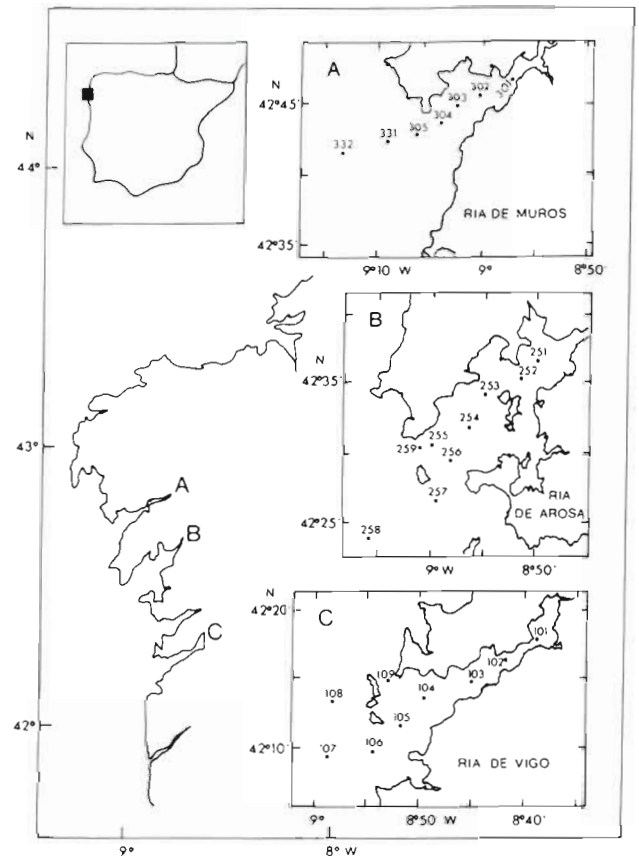 A
N
42°45'
301
302
303
304
305
331
332
RIA DE MUROS
42°35'
9°10' W
9°
8°50'
N
44°
B
N
42°35'
251
252
253
254
255
259
256
257
258
RIA
DE AROSA
42°25'
9° W
8°50'
43°
A
B
C
C
N
42°20'
101
102
103
104
109
108
105
106
107
42°10'
RIA DE VIGO
8°50' W
8°40'
42°
9°
8° W